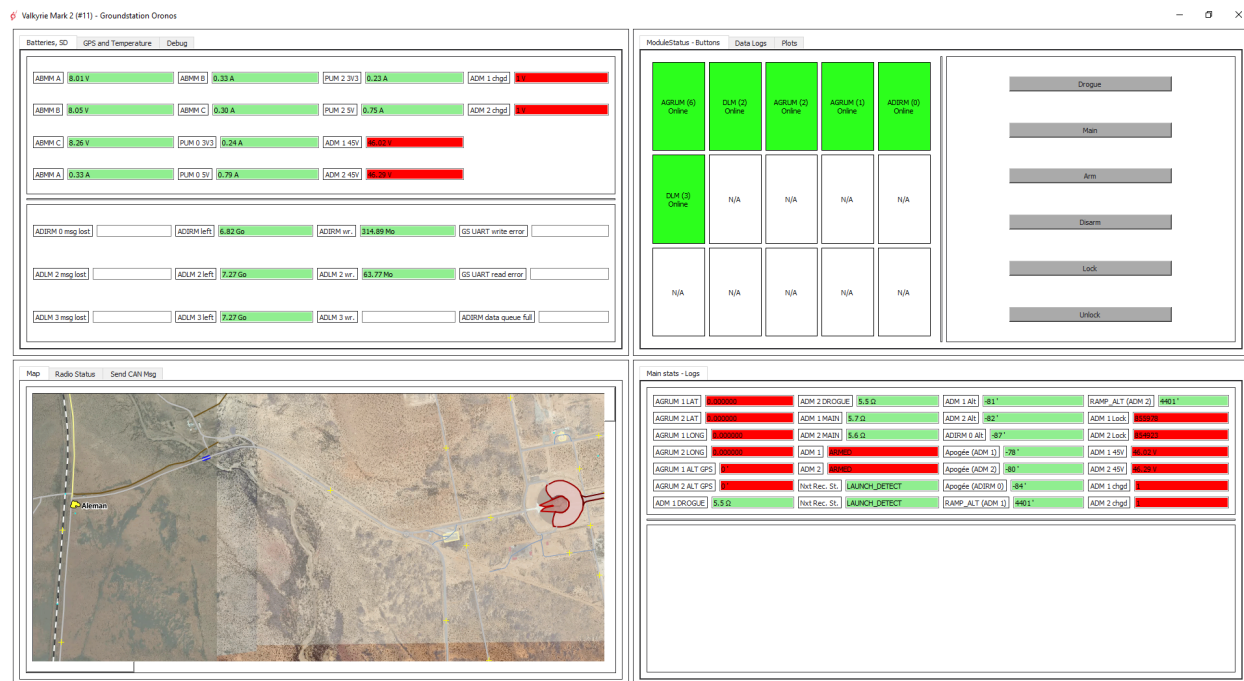 Valkyrie Mark 2 (#11) - Groundstation Oronos
Batteries, SD GPS and Temperature Debug
ABMM A 8.01 V ABMM B 0.33 A PUM 2 3V3 0.23 A ADM 1 chgd 1 V
ABMM B 8.05 V ABMM C 0.30 A PUM 2 5V 0.75 A ADM 2 chgd 1 V
ABMM C 8.26 V PUM 0 3V3 0.24 A ADM 1 45V 46.02 V
ABMM A 0.33 A PUM 0 5V 0.79 A ADM 2 45V 46.29 V
ADIRM 0 msg lost ADIRM left 6.82 Go ADIRM wr. 314.89 Mo GS UART write error
ADLM 2 msg lost ADLM 2 left 7.27 Go ADLM 2 wr. 63.77 Mo GS UART read error
ADLM 3 msg lost ADLM 3 left 7.27 Go ADLM 3 wr. ADIRM data queue full
ModuleStatus - Buttons Data Logs Plots
AGRUM (6) DLM (2) AGRUM (2) AGRUM (1) ADIRM (0)
Online Online Online Online Online
DLM (3)
Online
N/A N/A N/A N/A
N/A N/A N/A N/A N/A
Drogue
Main
Arm
Disarm
Lock
Unlock
Map Radio Status Send CAN Msg
Aleman
Main stats - Logs
AGRUM 1 LAT 0.000000 ADM 2 DROGUE 5.5 Ω ADM 1 Alt -81' RAMP_ALT (ADM 2) 4401'
AGRUM 2 LAT 0.000000 ADM 1 MAIN 5.7 Ω ADM 2 Alt -82' ADM 1 Lock
AGRUM 1 LONG 0.000000 ADM 2 MAIN 5.6 Ω ADIRM 0 Alt -87' ADM 2 Lock
AGRUM 2 LONG 0.000000 ADM 1 ARMED Apogée (ADM 1) -78' ADM 1 45V 46.02 V
AGRUM 1 ALT GPS 0 ADM 2 ARMED Apogée (ADM 2) -80' ADM 2 45V 46.29 V
AGRUM 2 ALT GPS 0 Nxt Rec. St. LAUNCH_DETECT Apogée (ADIRM 0) -84' ADM 1 chgd 1
ADM 1 DROGUE 5.5 Ω Nxt Rec. St. LAUNCH_DETECT RAMP_ALT (ADM 1) 4401' ADM 2 chgd 1